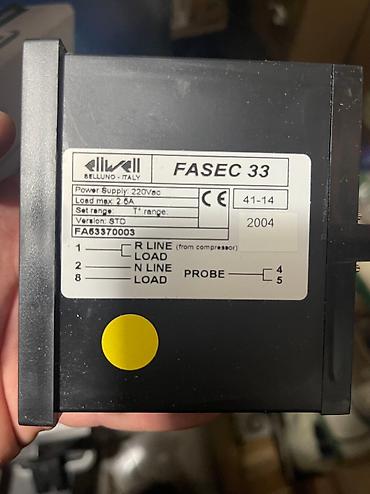 eliwell
BELLUNO - ITALY
FASEC 33
Power Supply: 220Vac
Load max: 2.5A
Set range: T° range:
Version: STD
FA63370003
CE
41-14
2004
1 R LINE (from compressor)
LOAD
2 N LINE
8 LOAD
PROBE 4
5